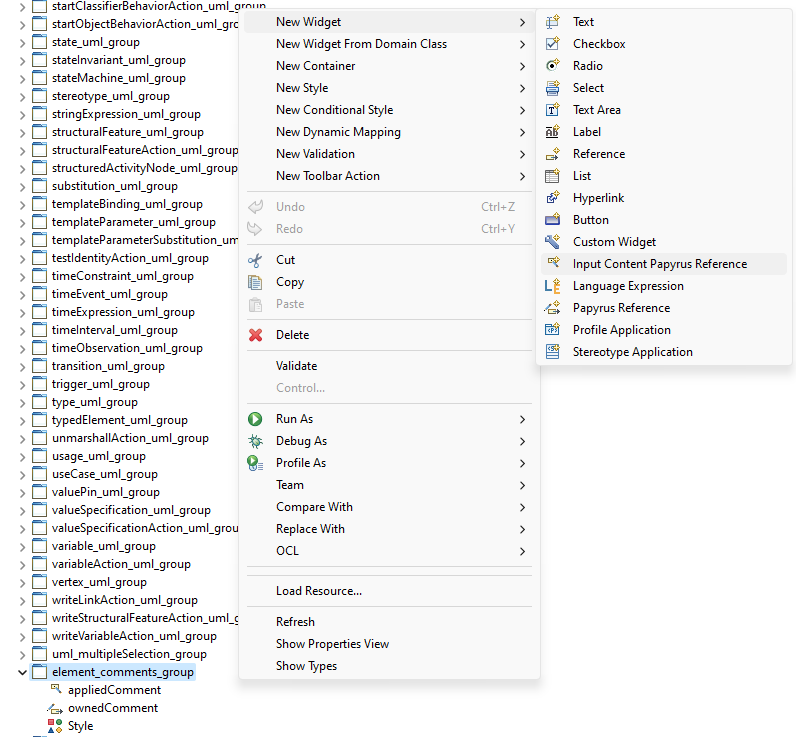 startClassifierBehaviorAction_uml_group
startObjectBehaviorAction_uml_gro
state_uml_group
stateInvariant_uml_group
stateMachine_uml_group
stereotype_uml_group
stringExpression_uml_group
structuralFeature_uml_group
structuralFeatureAction_uml_group
structuredActivityNode_uml_group
substitution_uml_group
templateBinding_uml_group
templateParameter_uml_group
templateParameterSubstitution_um
testIdentityAction_uml_group
timeConstraint_uml_group
timeEvent_uml_group
timeExpression_uml_group
timeInterval_uml_group
timeObservation_uml_group
transition_uml_group
trigger_uml_group
type_uml_group
typedElement_uml_group
unmarshallAction_uml_group
usage_uml_group
useCase_uml_group
valuePin_uml_group
valueSpecification_uml_group
valueSpecificationAction_uml_grou
variable_uml_group
variableAction_uml_group
vertex_uml_group
writeLinkAction_uml_group
writeStructuralFeatureAction_uml_g
writeVariableAction_uml_group
uml_multipleSelection_group
element_comments_group
appliedComment
ownedComment
Style
New Widget
New Widget From Domain Class
New Container
New Style
New Conditional Style
New Dynamic Mapping
New Validation
New Toolbar Action
Undo Ctrl+Z
Redo Ctrl+Y
Cut
Copy
Paste
Delete
Validate
Control...
Run As
Debug As
Profile As
Team
Compare With
Replace With
OCL
Load Resource...
Refresh
Show Properties View
Show Types
Text
Checkbox
Radio
Select
Text Area
Label
Reference
List
Hyperlink
Button
Custom Widget
Input Content Papyrus Reference
Language Expression
Papyrus Reference
Profile Application
Stereotype Application